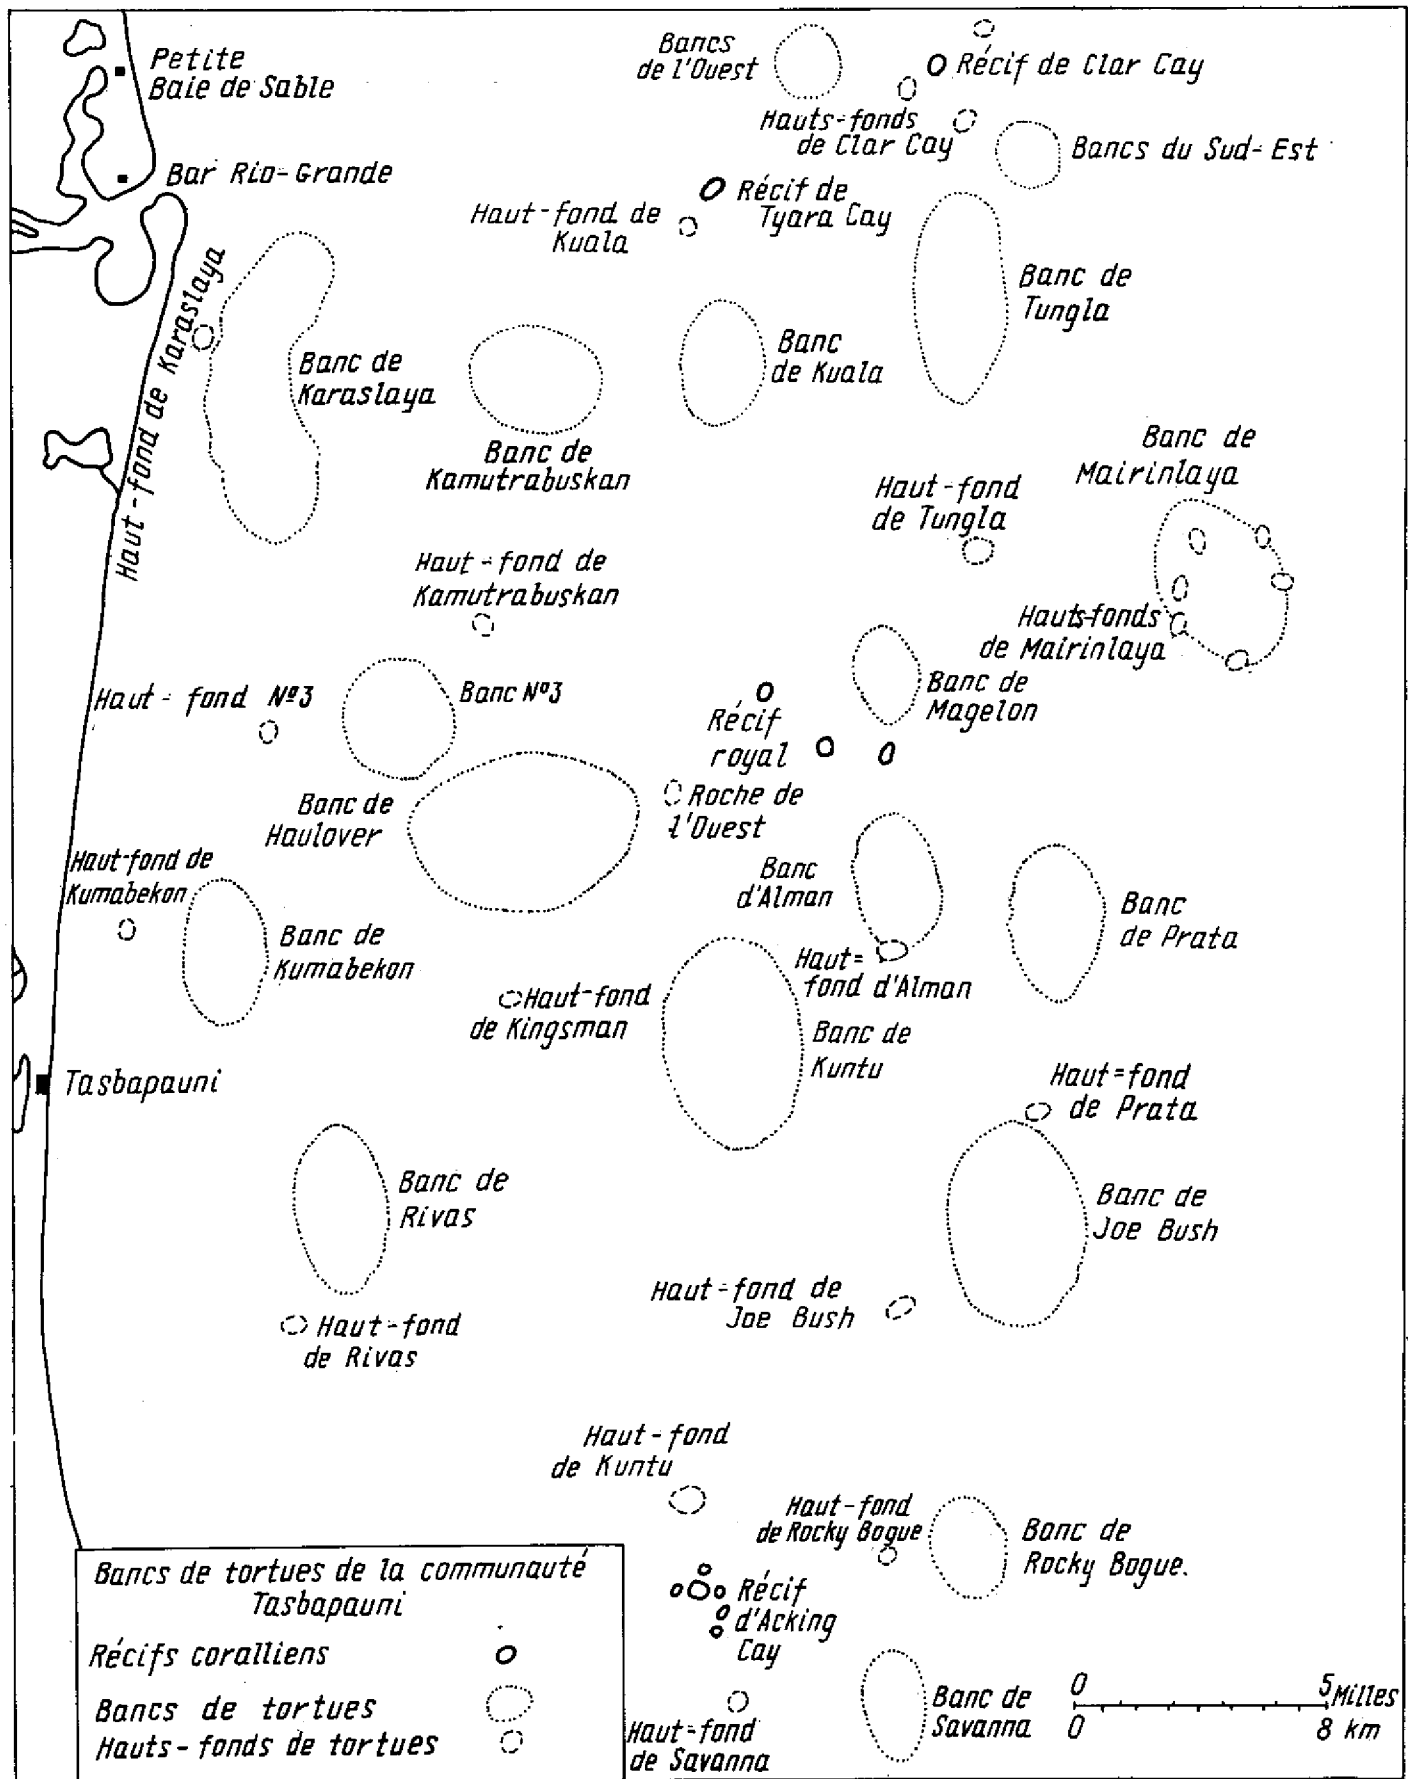 Petite
Baie de Sable
Bar Rio-Grande
Bancs
de l'Ouest
Récif de Clar Cay
Hauts-fonds
de Clar Cay
Bancs du Sud-Est
Récif de
Tyara Cay
Haut-fond de
Kuala
Banc de
Tungla
Haut-fond de Karaslaya
Banc de
Karaslaya
Banc
de Kuala
Banc de
Kamutrabuskan
Banc de
Mairinlaya
Haut-fond
de Tungla
Haut-fond de
Kamutrabuskan
Hauts-fonds
de Mairinlaya
Haut-fond Nº3
Banc Nº3
Banc de
Magelon
Récif
royal
Roche de
l'Ouest
Banc de
Haulover
Haut-fond de
Kumabekon
Banc
d'Alman
Banc
de Prata
Banc de
Kumabekon
Haut=
fond d'Alman
Haut-fond
de Kingsman
Banc de
Kuntu
Tasbapauni
Haut=fond
de Prata
Banc de
Rivas
Banc de
Joe Bush
Haut-fond de
Joe Bush
Haut-fond
de Rivas
Haut-fond
de Kuntu
Haut-fond
de Rocky Bogue
Banc de
Rocky Bogue.
Récif
d'Acking
Cay
Banc de
Savanna
Haut=fond
de Savanna
Bancs de tortues de la communauté
Tasbapauni
Récifs coralliens
Bancs de tortues
Hauts-fonds de tortues
0 5 Milles
0 8 km